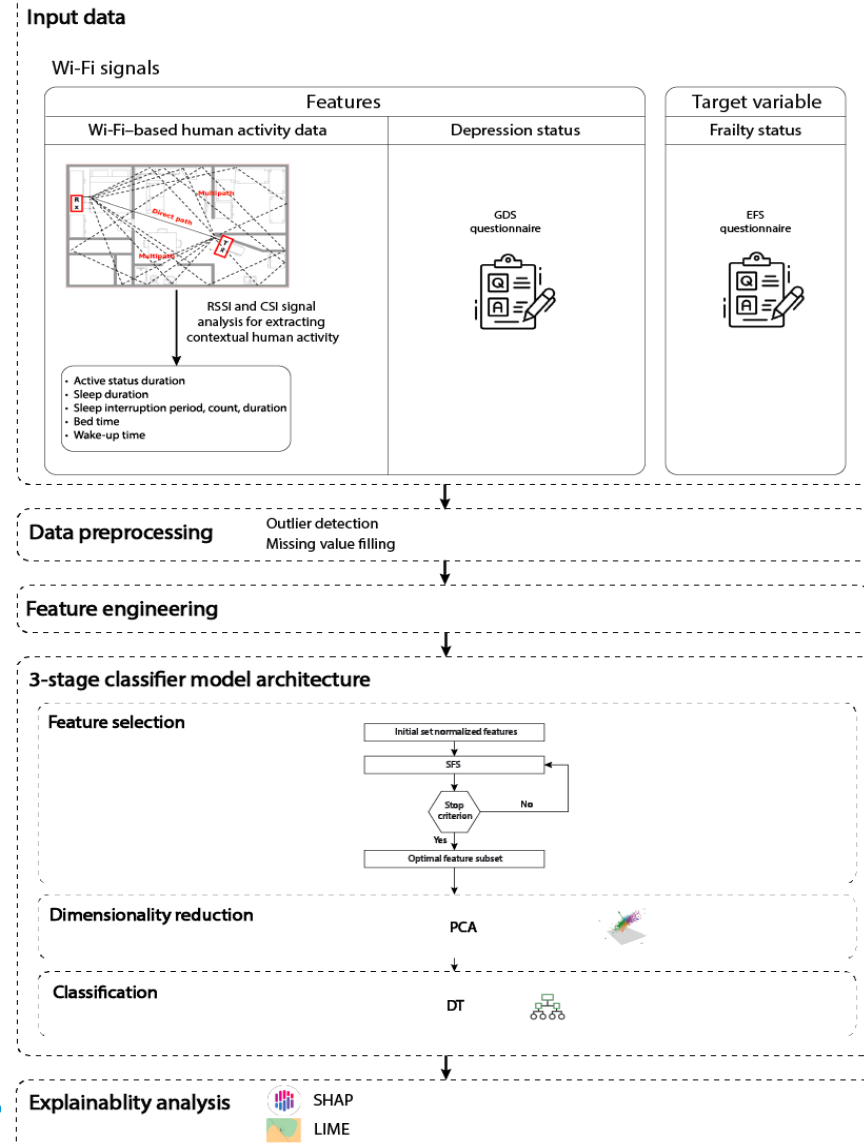 Input data
Wi-Fi signals
Features
Target variable
Wi-Fi–based human activity data
Depression status
Frailty status
R
x
Multipath
Direct path
T
x
Multipath
GDS
questionnaire
Q
A
EFS
questionnaire
Q
A
RSSI and CSI signal
analysis for extracting
contextual human activity
• Active status duration
• Sleep duration
• Sleep interruption period, count, duration
• Bed time
• Wake-up time
Data preprocessing
Outlier detection
Missing value filling
Feature engineering
3-stage classifier model architecture
Feature selection
Initial set normalized features
SFS
Stop
criterion
No
Yes
Optimal feature subset
Dimensionality reduction
PCA
Classification
DT
Explainablity analysis
SHAP
LIME